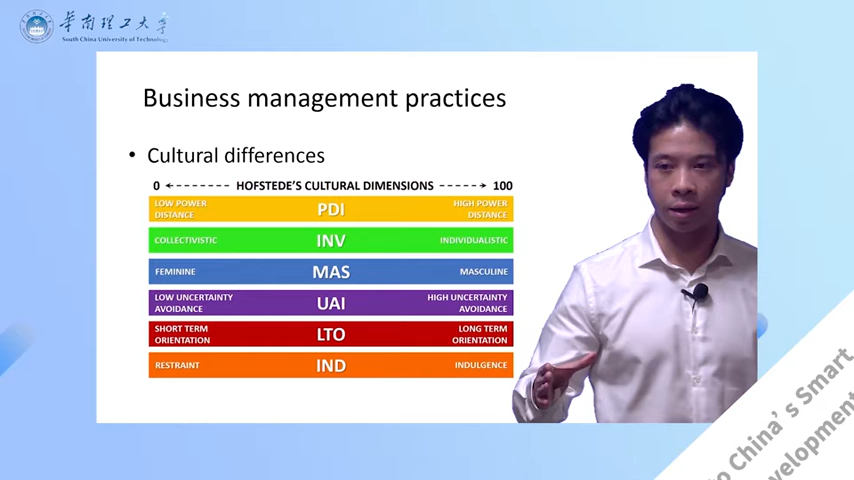 华南理工大学
South China University of Technology
Business management practices
• Cultural differences
0 HOFSTEDE'S CULTURAL DIMENSIONS 100
LOW POWER DISTANCE PDI HIGH POWER DISTANCE
COLLECTIVISTIC INV INDIVIDUALISTIC
FEMININE MAS MASCULINE
LOW UNCERTAINTY AVOIDANCE UAI HIGH UNCERTAINTY AVOIDANCE
SHORT TERM ORIENTATION LTO LONG TERM ORIENTATION
RESTRAINT IND INDULGENCE
to China's Smart
velopment